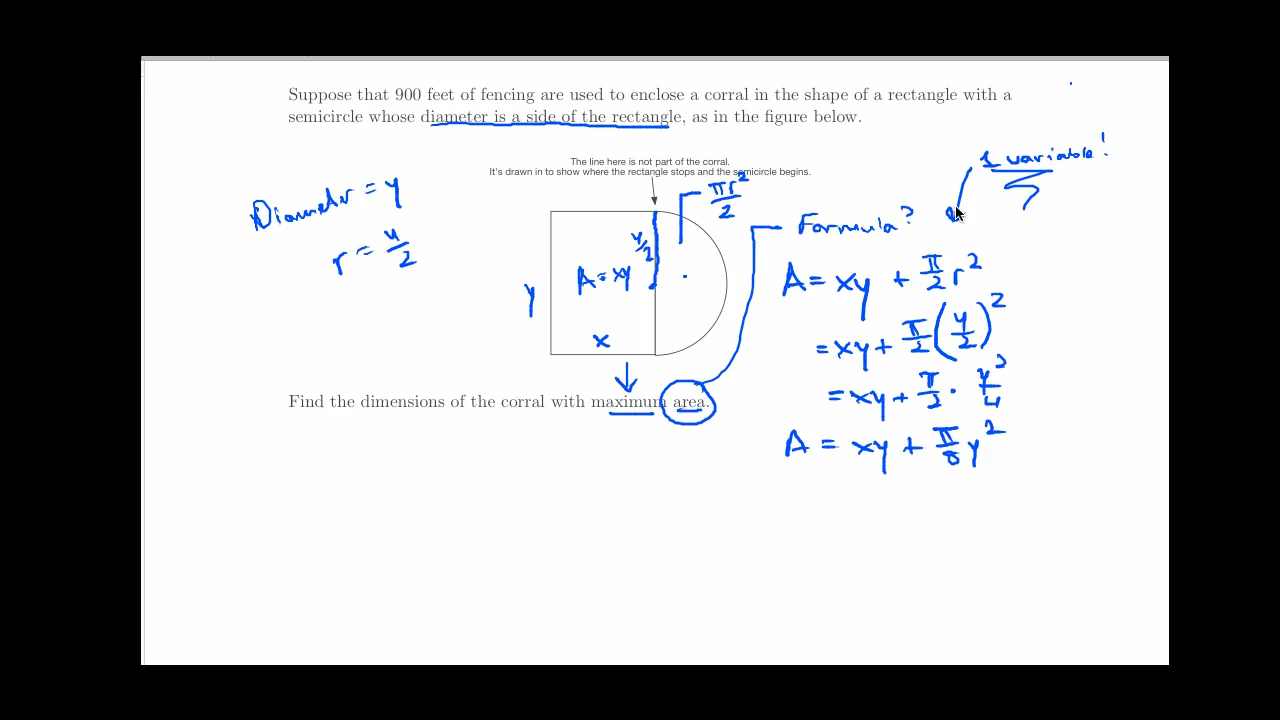 Suppose that 900 feet of fencing are used to enclose a corral in the shape of a rectangle with a
semicircle whose diameter is a side of the rectangle, as in the figure below.
1 variable!
The line here is not part of the corral.
It's drawn in to show where the rectangle stops and the semicircle begins.
Diameter = y
πr²/2
Formula?
r = y/2
y/2
A = xy
A = xy + π/2 r²
y
x
= xy + π/2 (y/2)²
= xy + π/2 · y²/4
Find the dimensions of the corral with maximum area.
A = xy + π/8 y²